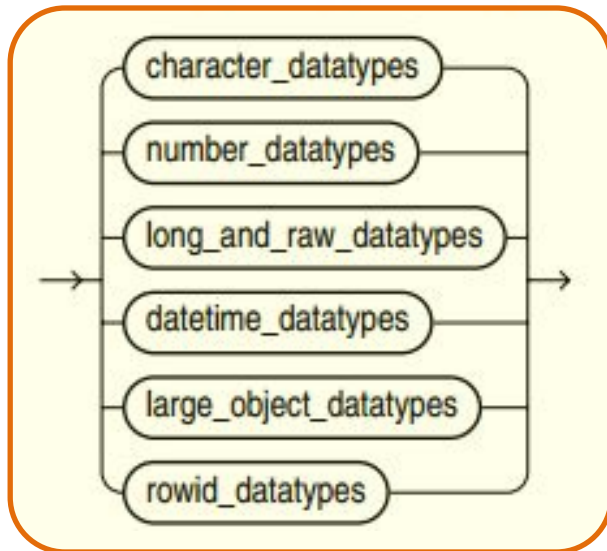 character_datatypes
number_datatypes
long_and_raw_datatypes
datetime_datatypes
large_object_datatypes
rowid_datatypes